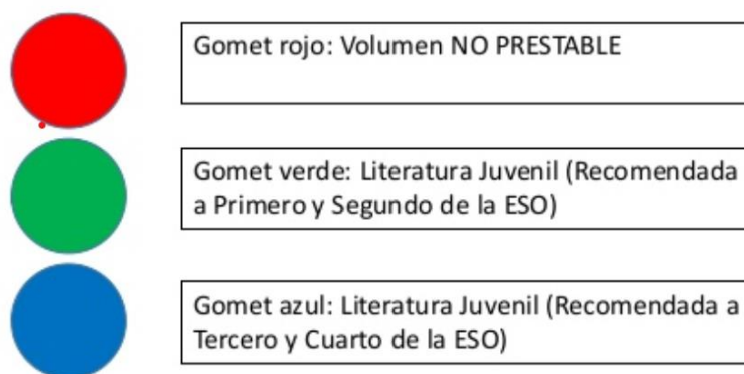 Gomet rojo: Volumen NO PRESTABLE
Gomet verde: Literatura Juvenil (Recomendada
a Primero y Segundo de la ESO)
Gomet azul: Literatura Juvenil (Recomendada a
Tercero y Cuarto de la ESO)